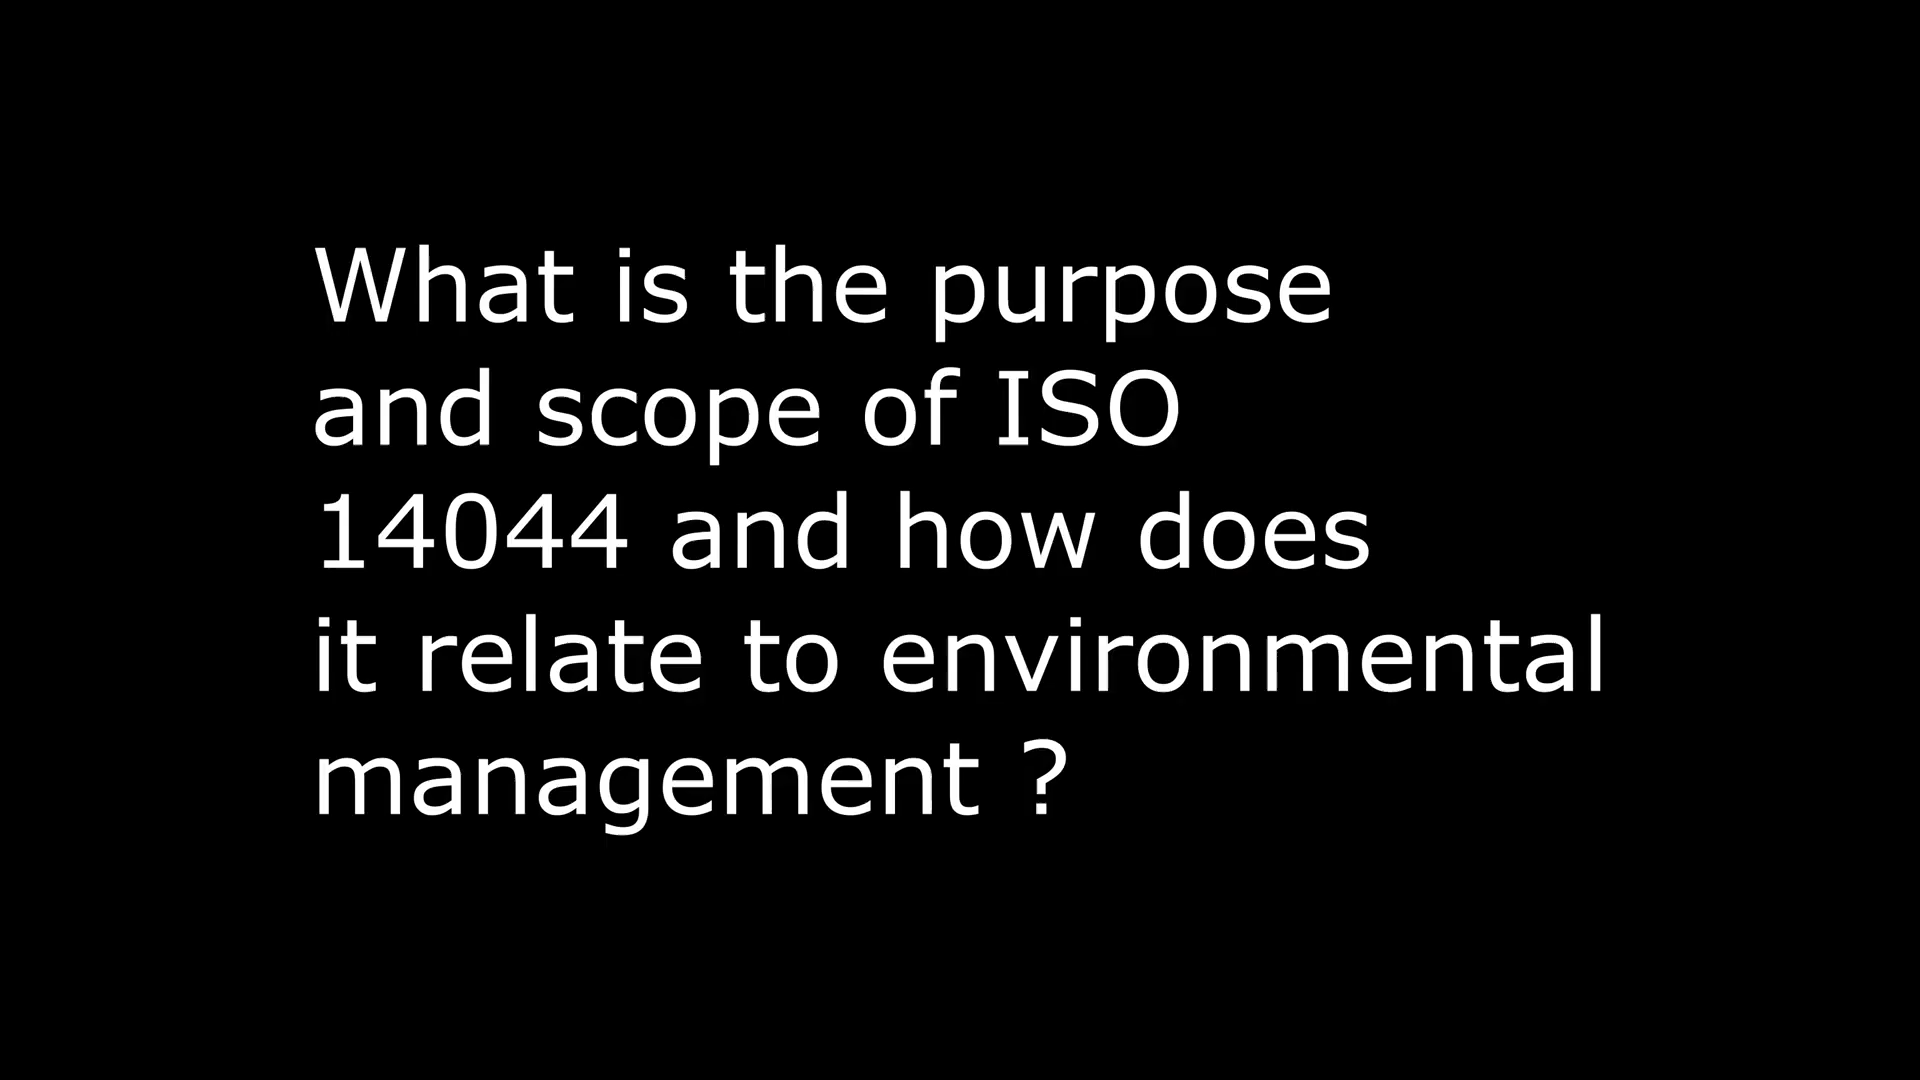 What is the purpose
and scope of ISO
14044 and how does
it relate to environmental
management ?